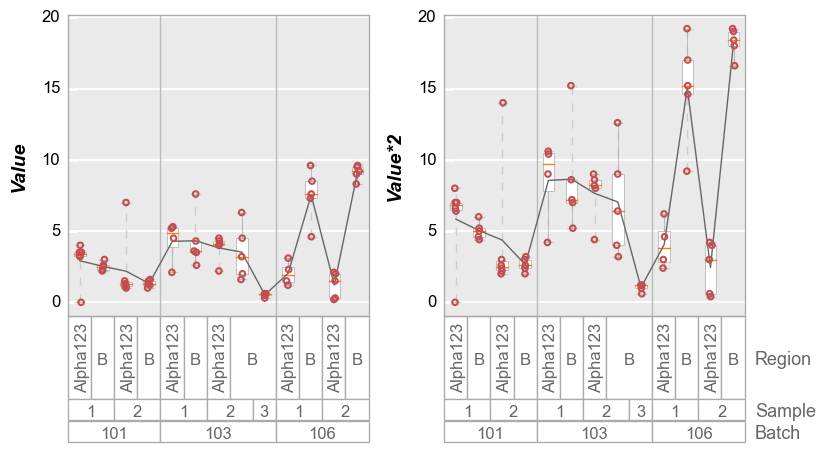 Value
20
15
10
5
0
Alpha123 B Alpha123 B Alpha123 B Alpha123 B Alpha123 B Alpha123 B
1 2 1 2 3 1 2
101 103 106
Value*2
20
15
10
5
0
Alpha123 B Alpha123 B Alpha123 B Alpha123 B Alpha123 B Alpha123 B Region
1 2 1 2 3 1 2 Sample
101 103 106 Batch